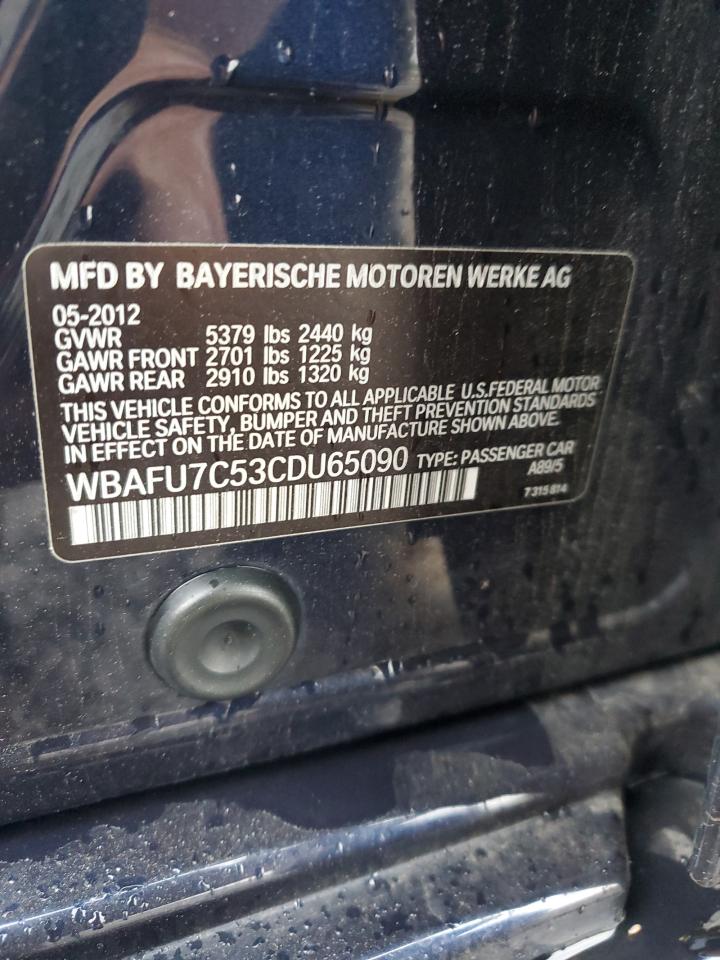 MFD BY BAYERISCHE MOTOREN WERKE AG
05-2012
GVWR 5379 lbs 2440 kg
GAWR FRONT 2701 lbs 1225 kg
GAWR REAR 2910 lbs 1320 kg
THIS VEHICLE CONFORMS TO ALL APPLICABLE U.S.FEDERAL MOTOR
VEHICLE SAFETY, BUMPER AND THEFT PREVENTION STANDARDS
IN EFFECT ON THE DATE OF MANUFACTURE SHOWN ABOVE.
WBAFU7C53CDU65090 TYPE: PASSENGER CAR
A89/5
7 315 814